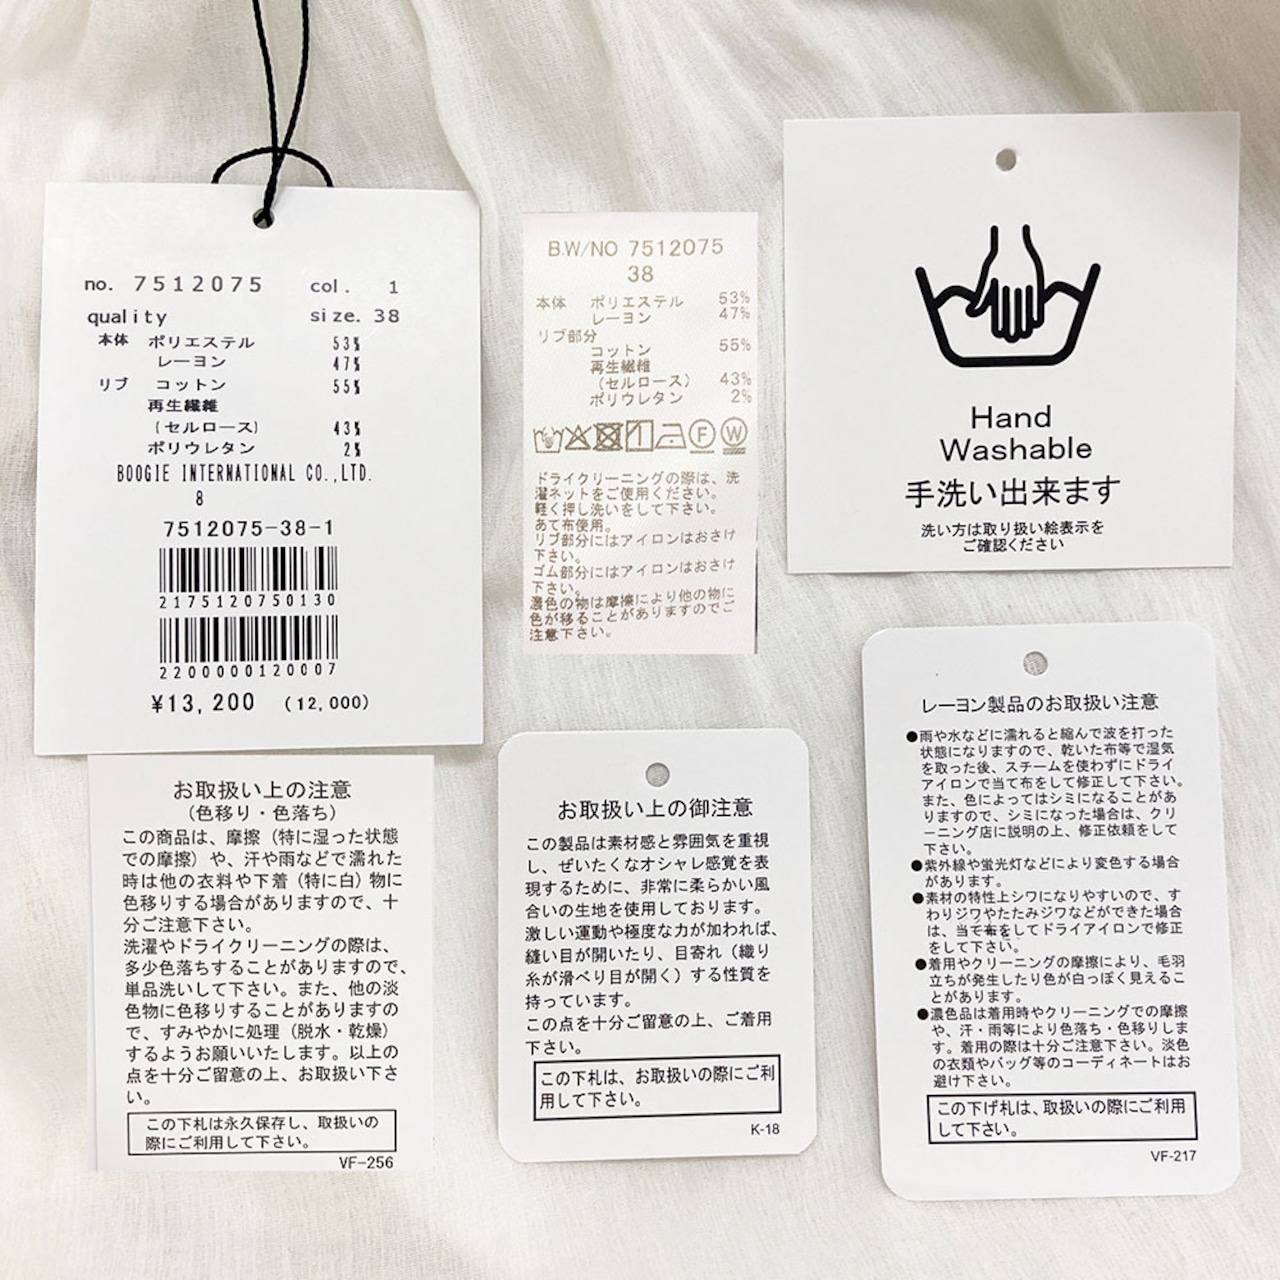 no. 7512075 col. 1
quality size. 38
本体 ポリエステル 53%
レーヨン 47%
リブ コットン 55%
再生繊維
(セルロース) 43%
ポリウレタン 2%
BOOGIE INTERNATIONAL CO.,LTD.
8
7512075-38-1
2175120750130
2200000120007
¥13,200 (12,000)
B.W/NO 7512075
38
本体 ポリエステル 53%
レーヨン 47%
リブ部分
コットン 55%
再生繊維
(セルロース) 43%
ポリウレタン 2%
F W
ドライクリーニングの際は、洗
濯ネットをご使用ください。
軽く押し洗いをして下さい。
あて布使用。
リブ部分にはアイロンはおさけ
下さい。
ゴム部分にはアイロンはおさけ
下さい。
濃色の物は摩擦により他の物に
色が移ることがありますのでご
注意下さい。
Hand
Washable
手洗い出来ます
洗い方は取り扱い絵表示を
ご確認ください
お取扱い上の注意
(色移り・色落ち)
この商品は、摩擦(特に湿った状態
での摩擦)や、汗や雨などで濡れた
時は他の衣料や下着(特に白)物に
色移りする場合がありますので、十
分ご注意下さい。
洗濯やドライクリーニングの際は、
多少色落ちすることがありますので、
単品洗いして下さい。また、他の淡
色物に色移りすることがありますの
で、すみやかに処理(脱水・乾燥)
するようお願いいたします。以上の
点を十分ご留意の上、お取扱い下さ
い。
この下札は永久保存し、取扱いの
際にご利用して下さい。
VF-256
お取扱い上の御注意
この製品は素材感と雰囲気を重視
し、ぜいたくなオシャレ感覚を表
現するために、非常に柔らかい風
合いの生地を使用しております。
激しい運動や極度な力が加われば、
縫い目が開いたり、目寄れ(織り
糸が滑べり目が開く)する性質を
持っています。
この点を十分ご留意の上、ご着用
下さい。
この下札は、お取扱いの際にご利
用して下さい。
K-18
レーヨン製品のお取扱い注意
●雨や水などに濡れると縮んで波を打った
状態になりますので、乾いた布等で湿気
を取った後、スチームを使わずにドライ
アイロンで当て布をして修正して下さい。
また、色によってはシミになることがあ
りますので、シミになった場合は、クリ
ーニング店に説明の上、修正依頼をして
下さい。
●紫外線や蛍光灯などにより変色する場合
があります。
●素材の特性上シワになりやすいので、す
わりジワやたたみジワなどができた場合
は、当て布をしてドライアイロンで修正
をして下さい。
●着用やクリーニングの摩擦により、毛羽
立ちが発生したり色が白っぽく見えるこ
とがあります。
●濃色品は着用時やクリーニングでの摩擦
や、汗・雨等により色落ち・色移りしま
す。着用の際は十分ご注意下さい。淡色
の衣類やバッグ等のコーディネートはお
避け下さい。
この下げ札は、取扱いの際にご利用
して下さい。
VF-217